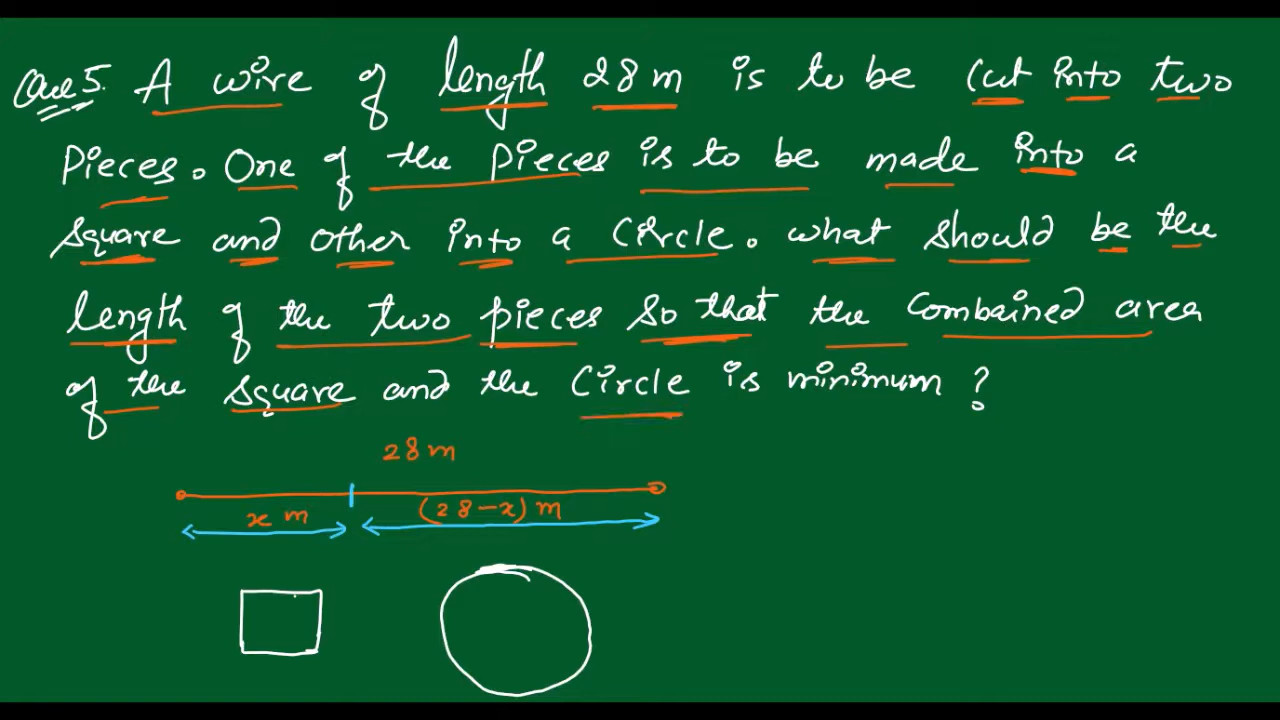 Que 5. A wire of length 28 m is to be cut into two
Pieces. One of the pieces is to be made into a
square and other into a circle. what should be the
length of the two pieces so that the combained area
of the square and the circle is minimum?
28 m
x m (28-x) m